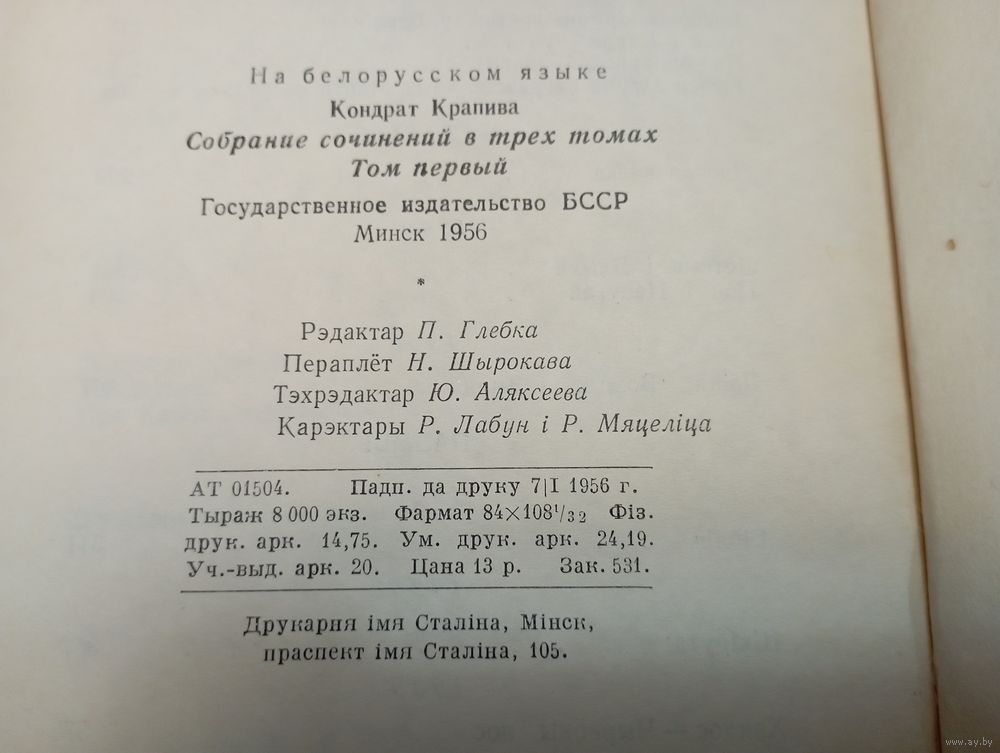 На белорусском языке
Кондрат Крапива
Собрание сочинений в трех томах
Том первый
Государственное издательство БССР
Минск 1956
*
Рэдактар П. Глебка
Пераплёт Н. Шырокава
Тэхрэдактар Ю. Аляксеева
Карэктары Р. Лабун і Р. Мяцеліца
АТ 01504. Падп. да друку 7|I 1956 г.
Тыраж 8 000 экз. Фармат 84×108¹/₃₂ Фіз.
друк. арк. 14,75. Ум. друк. арк. 24,19.
Уч.-выд. арк. 20. Цана 13 р. Зак. 531.
Друкарня імя Сталіна, Мінск,
праспект імя Сталіна, 105.
www.ay.by